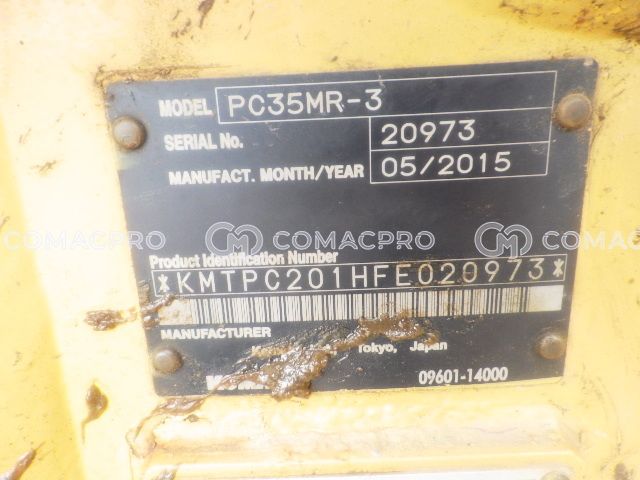 MODEL PC35MR-3
SERIAL No. 20973
MANUFACT. MONTH/YEAR 05/2015
COMACPRO COMACPRO COMACPRO
Product Identification Number
*KMTPC201HFE020973*
MANUFACTURER
Tokyo, Japan
09601-14000